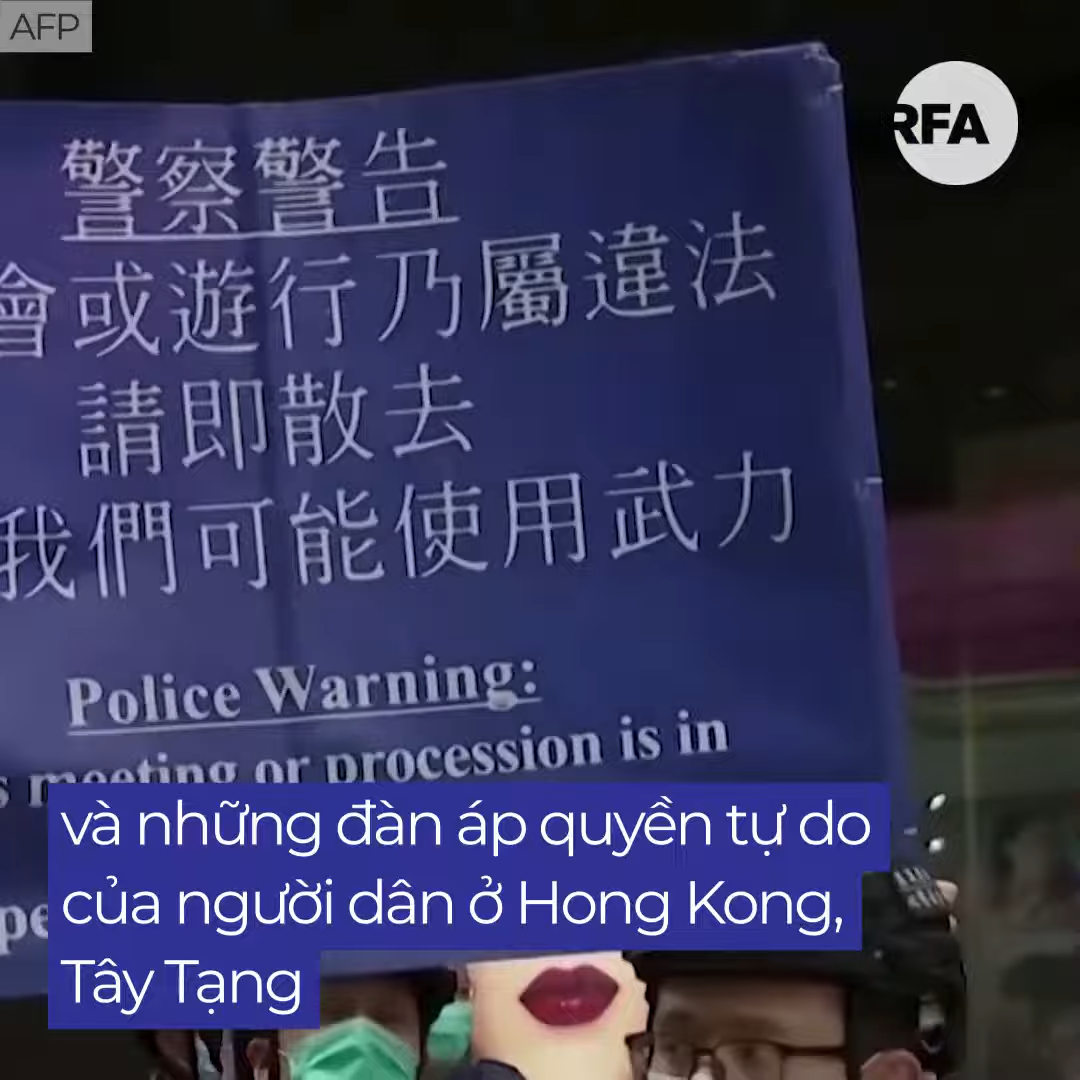 AFP
RFA
警察警告
會或遊行乃屬違法
請即散去
我們可能使用武力
Police Warning:
meeting or procession is in
và những đàn áp quyền tự do
của người dân ở Hong Kong,
Tây Tạng